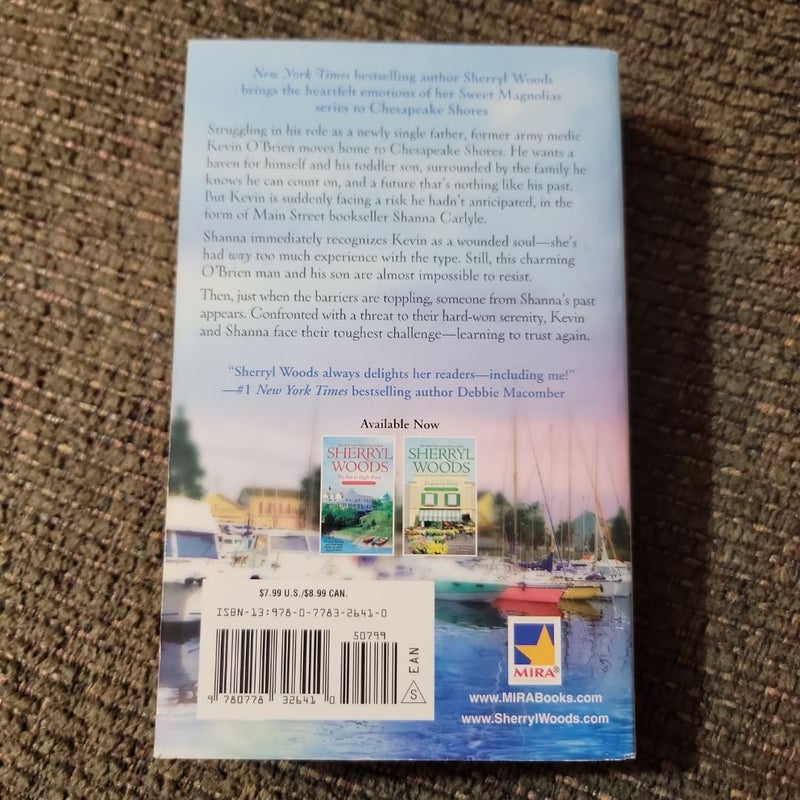 New York Times bestselling author Sherryl Woods
brings the heartfelt emotions of her Sweet Magnolias
series to Chesapeake Shores
Struggling in his role as a newly single father, former army medic
Kevin O'Brien moves home to Chesapeake Shores. He wants a
haven for himself and his toddler son, surrounded by the family he
knows he can count on, and a future that's nothing like his past.
But Kevin is suddenly facing a risk he hadn't anticipated, in the
form of Main Street bookseller Shanna Carlyle.
Shanna immediately recognizes Kevin as a wounded soul—she's
had way too much experience with the type. Still, this charming
O'Brien man and his son are almost impossible to resist.
Then, just when the barriers are toppling, someone from Shanna's past
appears. Confronted with a threat to their hard-won serenity, Kevin
and Shanna face their toughest challenge—learning to trust again.
"Sherryl Woods always delights her readers—including me!"
—#1 New York Times bestselling author Debbie Macomber
Available Now
SHERRYL
WOODS
The Inn at Eagle Point
SHERRYL
WOODS
Flowers on Main
$7.99 U.S./$8.99 CAN.
ISBN-13:978-0-7783-2641-0
50799
9 780778 326410
S
EAN
MIRA®
www.MIRABooks.com
www.SherrylWoods.com